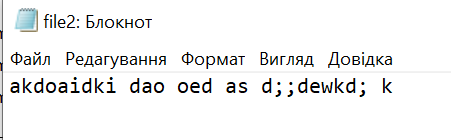 file2: Блокнот
Файл Редагування Формат Вигляд Довідка
akdoaidki dao oed as d;;dewkd; k